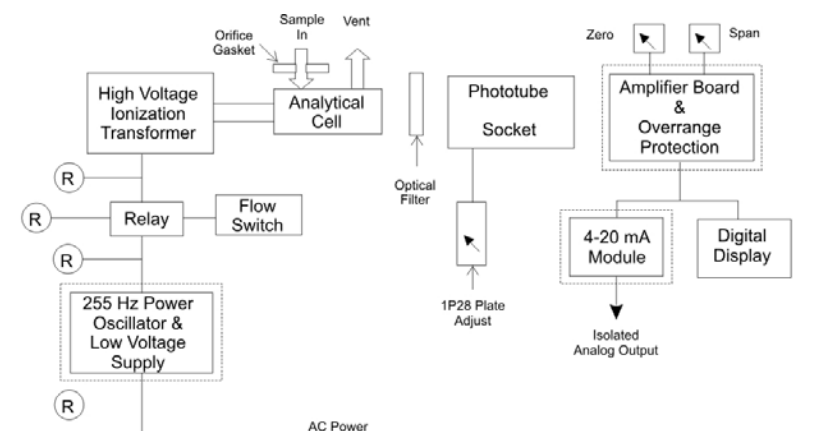 Sample
In
Vent
Orifice
Gasket
Zero
Span
High Voltage
Ionization
Transformer
Analytical
Cell
Phototube
Socket
Amplifier Board
&
Overrange
Protection
R
Optical
Filter
R
Relay
Flow
Switch
R
4-20 mA
Module
Digital
Display
255 Hz Power
Oscillator &
Low Voltage
Supply
1P28 Plate
Adjust
Isolated
Analog Output
R
AC Power